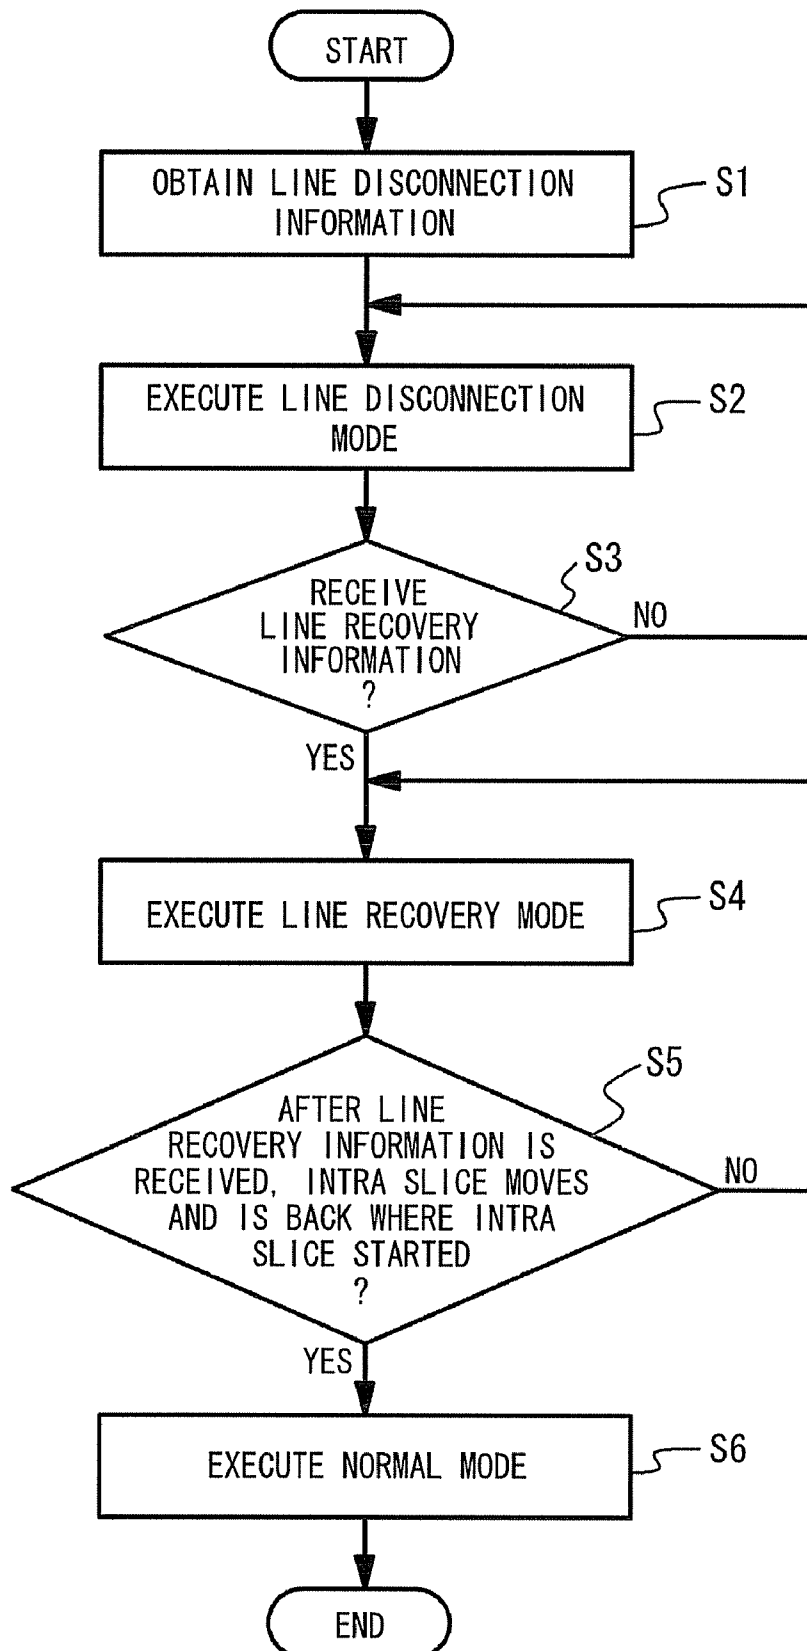 START
OBTAIN LINE DISCONNECTION
INFORMATION
S1
EXECUTE LINE DISCONNECTION
MODE
S2
S3
RECEIVE
LINE RECOVERY
INFORMATION
?
NO
YES
EXECUTE LINE RECOVERY MODE
S4
S5
AFTER LINE
RECOVERY INFORMATION IS
RECEIVED, INTRA SLICE MOVES
AND IS BACK WHERE INTRA
SLICE STARTED
?
NO
YES
EXECUTE NORMAL MODE
S6
END